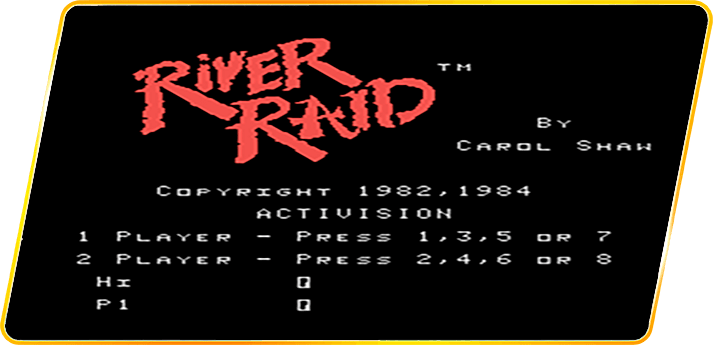 RiVER
RAID ™
By
Carol Shaw
Copyright 1982,1984
ACTIVISION
1 Player - Press 1,3,5 or 7
2 Player - Press 2,4,6 or 8
Hi 0
P1 0